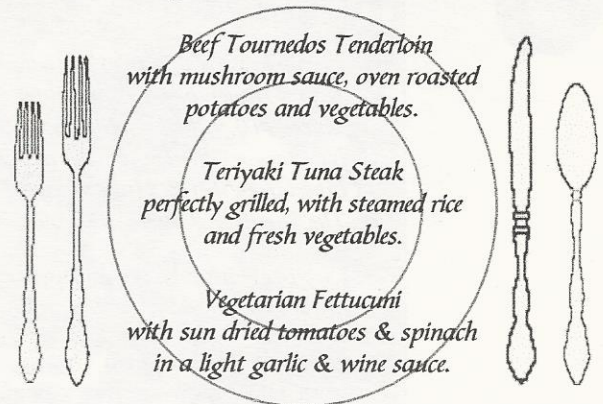 Beef Tournedos Tenderloin
with mushroom sauce, oven roasted
potatoes and vegetables.
Teriyaki Tuna Steak
perfectly grilled, with steamed rice
and fresh vegetables.
Vegetarian Fettucuni
with sun dried tomatoes & spinach
in a light garlic & wine sauce.